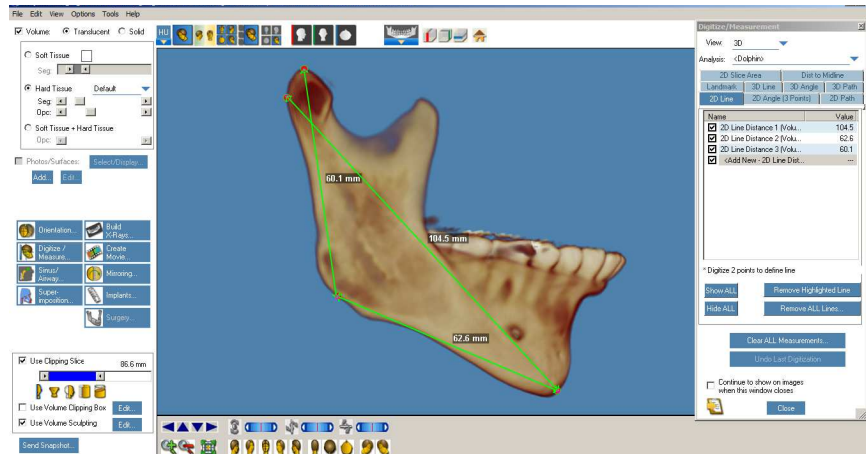 File Edit View Options Tools Help
Volume: Translucent Solid
Soft Tissue
Seg:
Hard Tissue Default
Seg:
Opc:
Soft Tissue + Hard Tissue
Opc:
Photos/Surfaces: Select/Display...
Add... Edit...
Orientation... Build X-Rays...
Digitize / Measure... Create Movie...
Sinus/ Airway... Mirroring...
Super- imposition... Implants...
Surgery...
Use Clipping Slice 86.6 mm
Use Volume Clipping Box Edit...
Use Volume Sculpting Edit...
Send Snapshot...
HU
60.1 mm
104.5 mm
62.6 mm
Digitize/Measurement
View: 3D
Analysis: <Dolphin>
2D Slice Area Dist to Midline
Landmark 3D Line 3D Angle 3D Path
2D Line 2D Angle (3 Points) 2D Path
Name Value
2D Line Distance 1 (Volu... 104.5
2D Line Distance 2 (Volu... 62.6
2D Line Distance 3 (Volu... 60.1
<Add New - 2D Line Dist... ---
* Digitize 2 points to define line
Show ALL Remove Highlighted Line
Hide ALL Remove ALL Lines...
Clear ALL Measurements...
Undo Last Digitization
Continue to show on images
when this window closes
Close